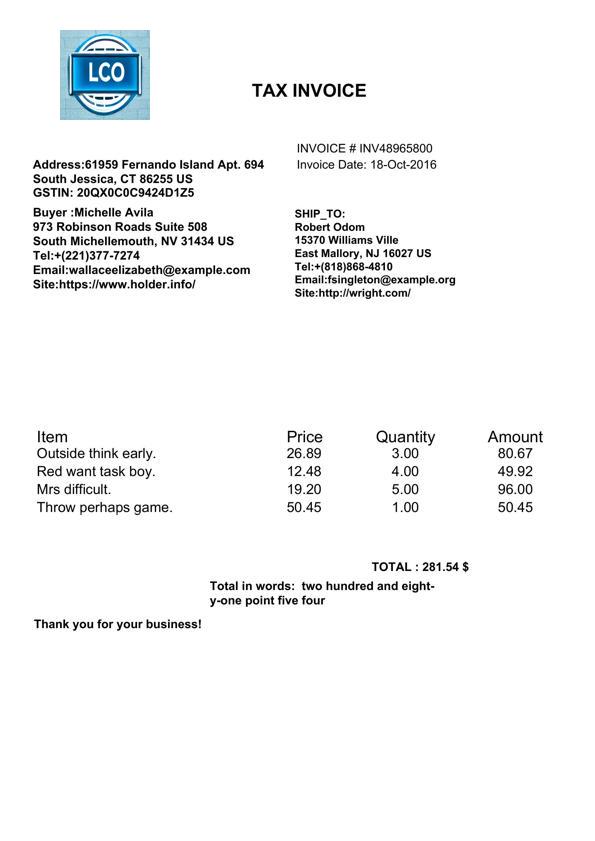 LCO
TAX INVOICE
INVOICE # INV48965800
Invoice Date: 18-Oct-2016
Address:61959 Fernando Island Apt. 694
South Jessica, CT 86255 US
GSTIN: 20QX0C0C9424D1Z5
Buyer :Michelle Avila
973 Robinson Roads Suite 508
South Michellemouth, NV 31434 US
Tel:+(221)377-7274
Email:wallaceelizabeth@example.com
Site:https://www.holder.info/
SHIP_TO:
Robert Odom
15370 Williams Ville
East Mallory, NJ 16027 US
Tel:+(818)868-4810
Email:fsingleton@example.org
Site:http://wright.com/
Item Price Quantity Amount
Outside think early. 26.89 3.00 80.67
Red want task boy. 12.48 4.00 49.92
Mrs difficult. 19.20 5.00 96.00
Throw perhaps game. 50.45 1.00 50.45
TOTAL : 281.54 $
Total in words:  two hundred and eight-
y-one point five four
Thank you for your business!